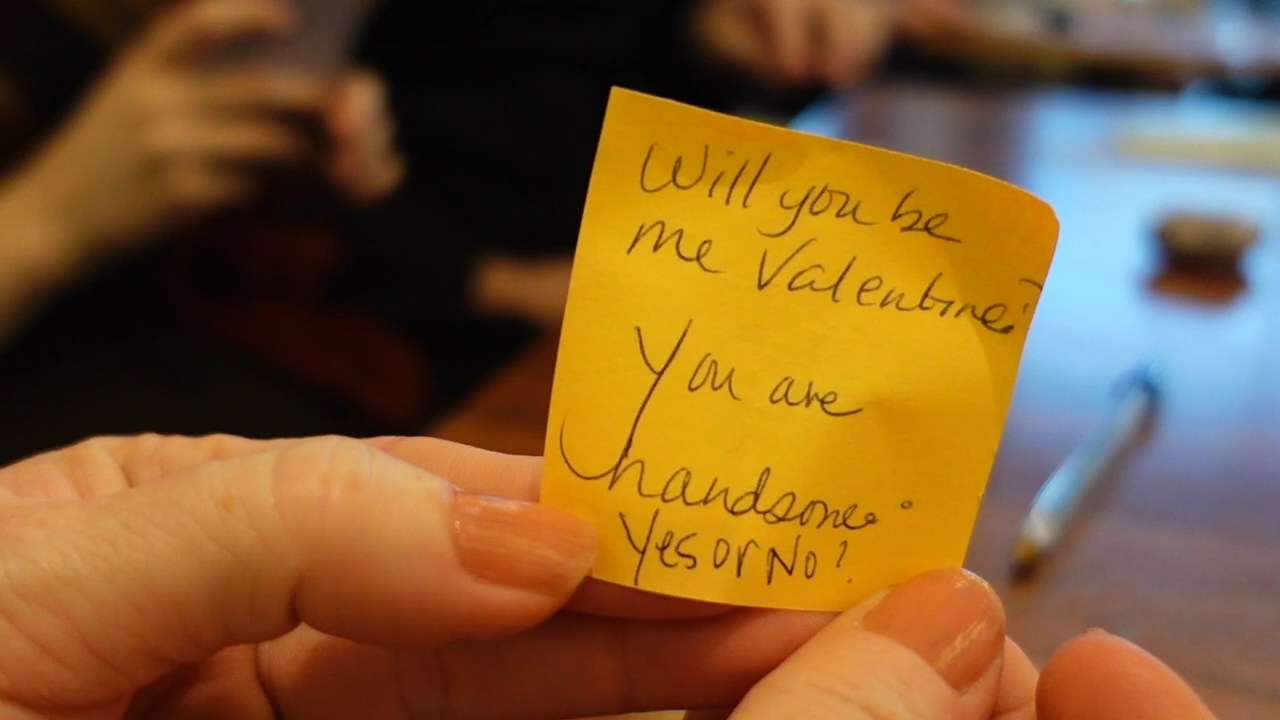 Will you be
me Valentine?
You are
handsome.
Yes or No?